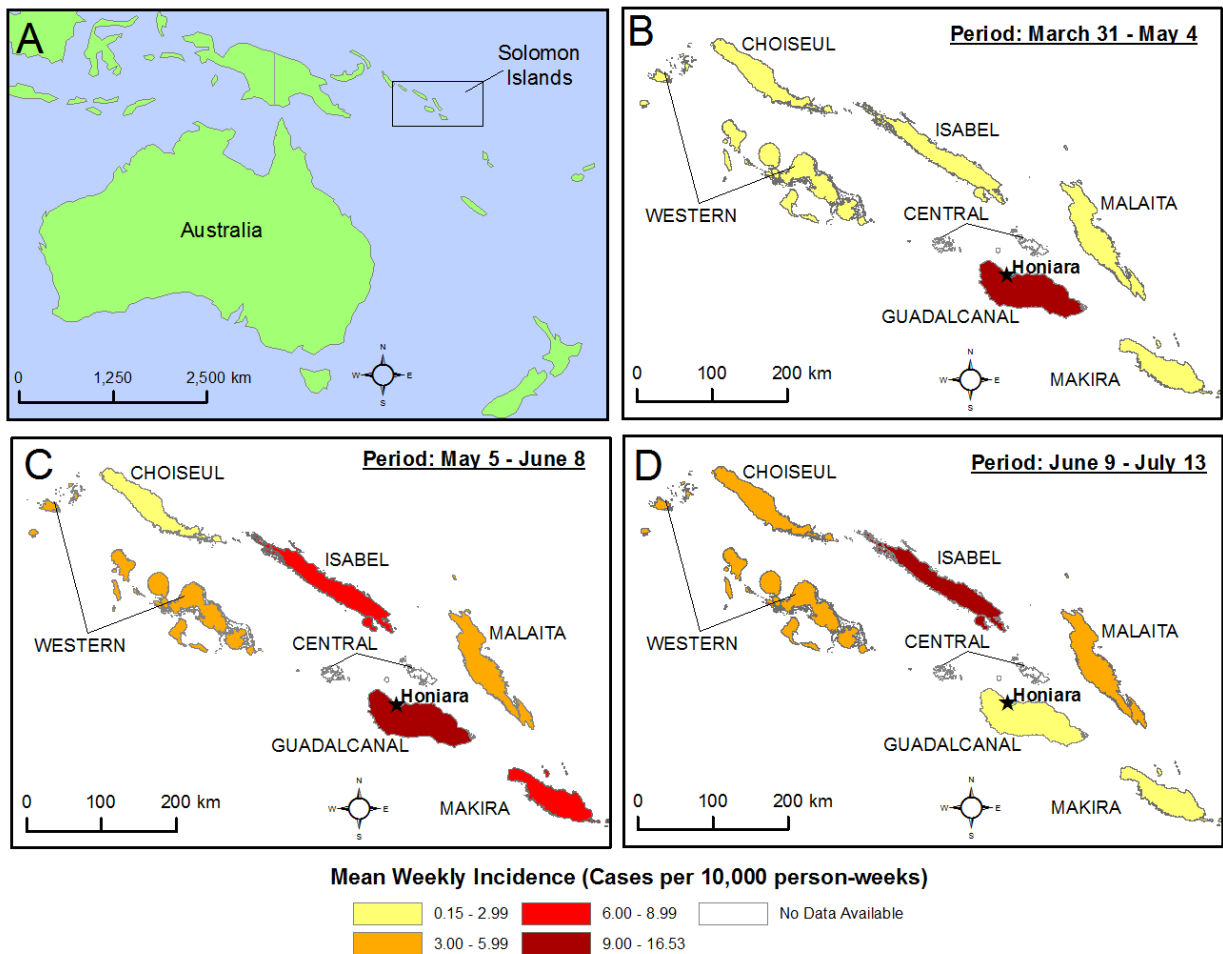 A
Solomon
Islands
Australia
0 1,250 2,500 km
N
W E
S
B
Period: March 31 - May 4
CHOISEUL
ISABEL
WESTERN
CENTRAL
MALAITA
Honiara
GUADALCANAL
MAKIRA
0 100 200 km
N
W E
S
C
Period: May 5 - June 8
CHOISEUL
ISABEL
WESTERN
CENTRAL
MALAITA
Honiara
GUADALCANAL
MAKIRA
0 100 200 km
N
W E
S
D
Period: June 9 - July 13
CHOISEUL
ISABEL
WESTERN
CENTRAL
MALAITA
Honiara
GUADALCANAL
MAKIRA
0 100 200 km
N
W E
S
Mean Weekly Incidence (Cases per 10,000 person-weeks)
0.15 - 2.99 6.00 - 8.99 No Data Available
3.00 - 5.99 9.00 - 16.53